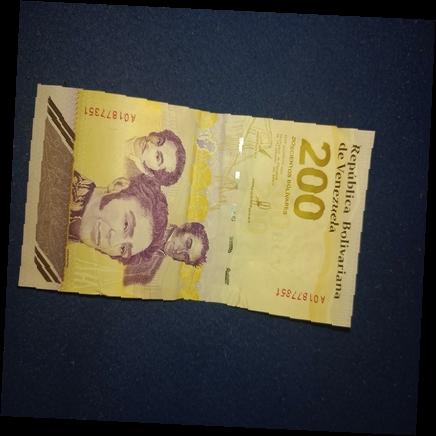 República Bolivariana
de Venezuela
200
DOSCIENTOS BOLÍVARES
A01877351
A01877351